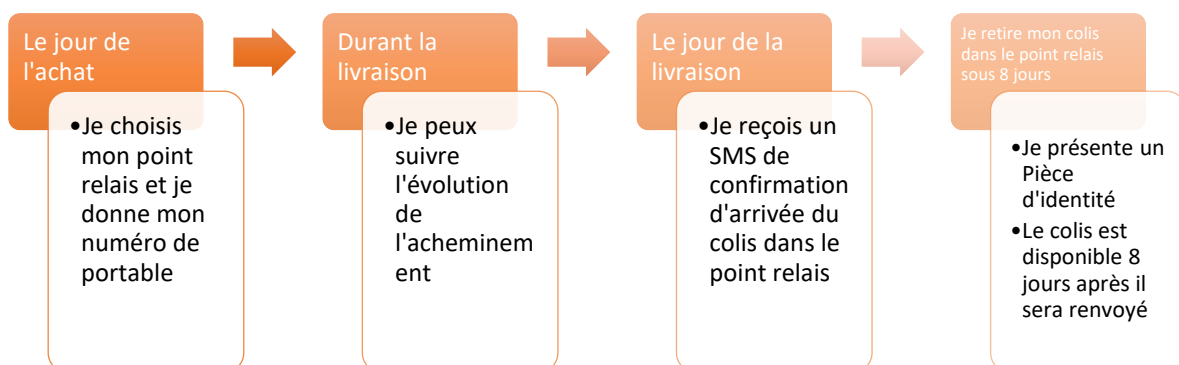 Le jour de
l'achat
•Je choisis
mon point
relais et je
donne mon
numéro de
portable
Durant la
livraison
•Je peux
suivre
l'évolution
de
l'acheminem
ent
Le jour de la
livraison
•Je reçois un
SMS de
confirmation
d'arrivée du
colis dans le
point relais
Je retire mon colis
dans le point relais
sous 8 jours
•Je présente un
Pièce
d'identité
•Le colis est
disponible 8
jours après il
sera renvoyé